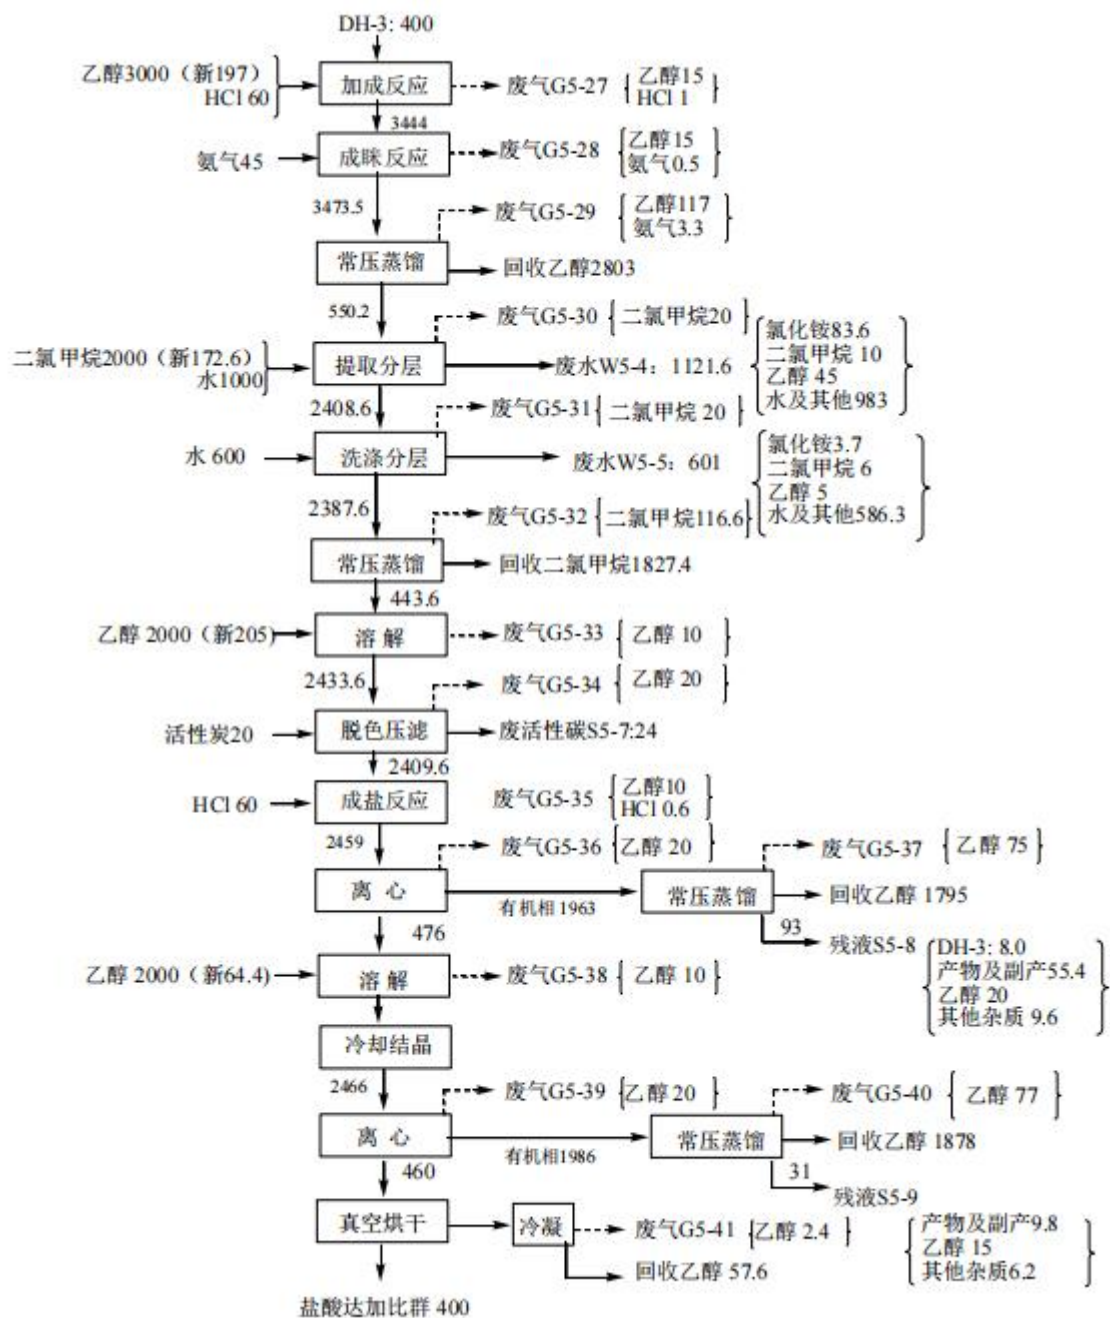 DH-3: 400
乙醇3000（新197）
HCl 60
加成反应
废气G5-27
乙醇15
HCl 1
3444
氨气45
成脒反应
废气G5-28
乙醇15
氨气0.5
3473.5
废气G5-29
乙醇117
氨气3.3
常压蒸馏
回收乙醇2803
550.2
废气G5-30
二氯甲烷20
二氯甲烷2000（新172.6）
水1000
提取分层
废水W5-4：1121.6
氯化铵83.6
二氯甲烷 10
乙醇 45
水及其他983
2408.6
废气G5-31
二氯甲烷 20
水 600
洗涤分层
废水W5-5：601
氯化铵3.7
二氯甲烷 6
乙醇 5
水及其他586.3
2387.6
废气G5-32
二氯甲烷116.6
常压蒸馏
回收二氯甲烷1827.4
443.6
乙醇 2000（新205）
溶 解
废气G5-33
乙醇 10
2433.6
废气G5-34
乙醇 20
活性炭20
脱色压滤
废活性碳S5-7:24
2409.6
HCl 60
成盐反应
废气G5-35
乙醇10
HCl 0.6
2459
废气G5-36
乙醇 20
废气G5-37
乙醇 75
离 心
有机相 1963
常压蒸馏
回收乙醇 1795
476
93
残液S5-8
DH-3: 8.0
产物及副产55.4
乙醇 20
其他杂质 9.6
乙醇 2000（新64.4）
溶 解
废气G5-38
乙醇 10
冷却结晶
2466
废气G5-39
乙醇 20
废气G5-40
乙醇 77
离 心
有机相1986
常压蒸馏
回收乙醇 1878
460
31
残液S5-9
产物及副产9.8
乙醇 15
其他杂质6.2
真空烘干
冷凝
废气G5-41
乙醇 2.4
回收乙醇 57.6
盐酸达加比群 400